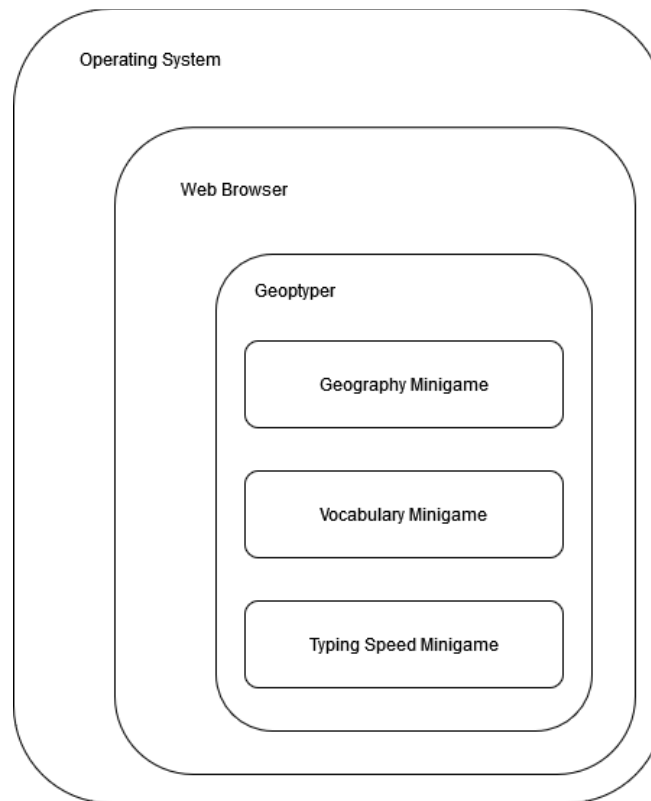 Operating System
Web Browser
Geoptyper
Geography Minigame
Vocabulary Minigame
Typing Speed Minigame